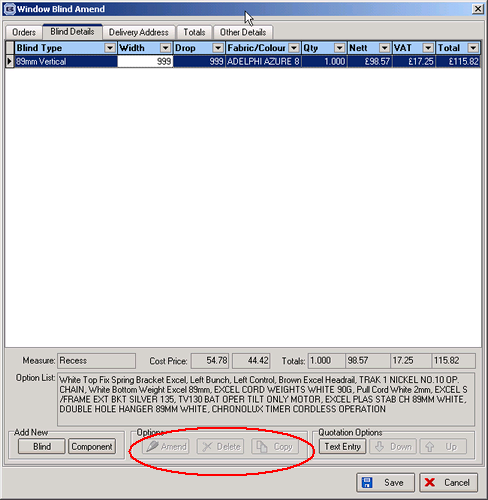 Window Blind Amend
Orders Blind Details Delivery Address Totals Other Details
Blind Type Width Drop Fabric/Colour Qty Nett VAT Total
89mm Vertical 999 999 ADELPHI AZURE 8 1.000 £98.57 £17.25 £115.82
Measure: Recess Cost Price: 54.78 44.42 Totals: 1.000 98.57 17.25 115.82
Option List: White Top Fix Spring Bracket Excel, Left Bunch, Left Control, Brown Excel Headrail, TRAK 1 NICKEL NO.10 OP.
CHAIN, White Bottom Weight Excel 89mm, EXCEL CORD WEIGHTS WHITE 90G, Pull Cord White 2mm, EXCEL S
/FRAME EXT BKT SILVER 135, TV130 BAT OPER TILT ONLY MOTOR, EXCEL PLAS STAB CH 89MM WHITE,
DOUBLE HOLE HANGER 89MM WHITE, CHRONOLUX TIMER CORDLESS OPERATION
Add New Options Quotation Options
Blind Component Amend Delete Copy Text Entry Down Up
Save Cancel